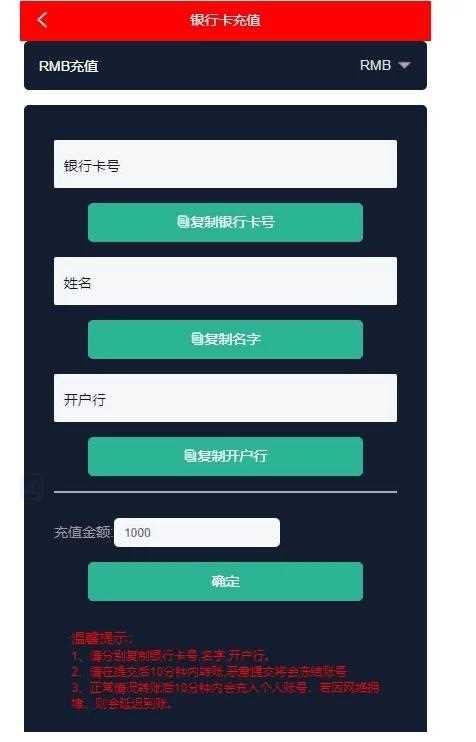 银行卡充值
RMB充值 RMB
银行卡号
复制银行卡号
姓名
复制名字
开户行
复制开户行
充值金额: 1000
确定
温馨提示：
1、请分别复制银行卡号,名字,开户行。
2、请在提交后10分钟内转账,恶意提交将会冻结账号
3、正常情况转账后10分钟内会充入个人账号、若因网络拥
堵、则会延迟到账。